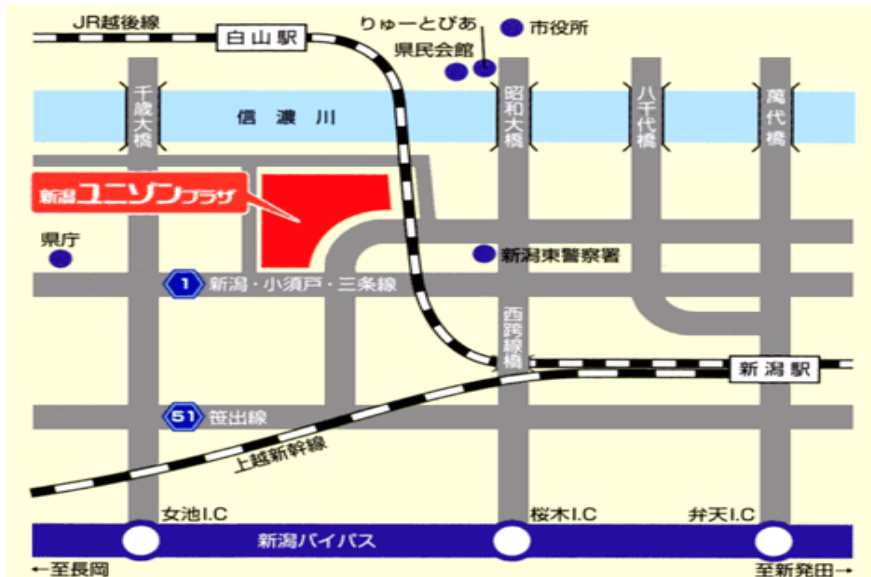 JR越後線
白山駅
りゅーとぴあ
県民会館
市役所
千歳大橋
信濃川
昭和大橋
八千代橋
萬代橋
新潟ユニゾンプラザ
県庁
新潟東警察署
1
新潟・小須戸・三条線
西跨線橋
新潟駅
51
笹出線
上越新幹線
女池I.C
桜木I.C
弁天I.C
新潟バイパス
←至長岡
至新発田→